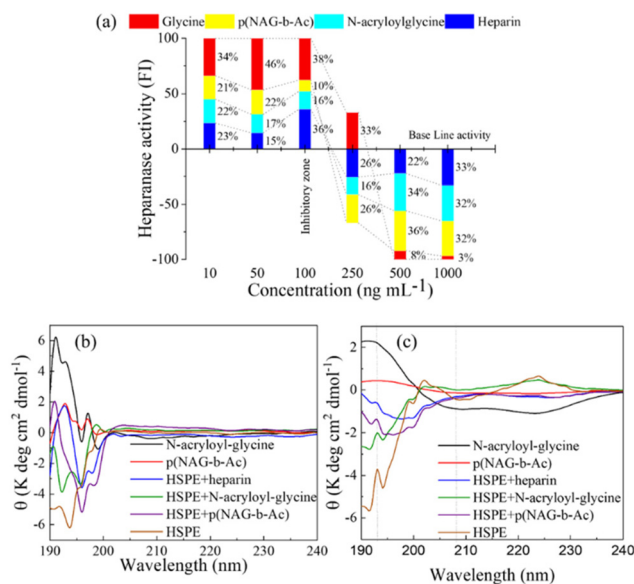 (a)
Glycine p(NAG-b-Ac) N-acryloylglycine Heparin
Heparanase activity (FI)
100
50
0
-50
-100
34%
21%
22%
23%
46%
22%
17%
15%
38%
10%
16%
36%
33%
26%
16%
26%
22%
34%
36%
8%
33%
32%
32%
3%
Inhibitory zone
Base Line activity
10 50 100 250 500 1000
Concentration (ng mL-1)
(b)
θ (K deg cm² dmol-1)
6
4
2
0
-2
-4
-6
N-acryloyl-glycine
p(NAG-b-Ac)
HSPE+heparin
HSPE+N-acryloyl-glycine
HSPE+p(NAG-b-Ac)
HSPE
190 200 210 220 230 240
Wavelength (nm)
(c)
θ (K deg cm² dmol-1)
4
2
0
-2
-4
-6
N-acryloyl-glycine
p(NAG-b-Ac)
HSPE+heparin
HSPE+N-acryloyl-glycine
HSPE+p(NAG-b-Ac)
HSPE
190 200 210 220 230 240
Wavelength (nm)